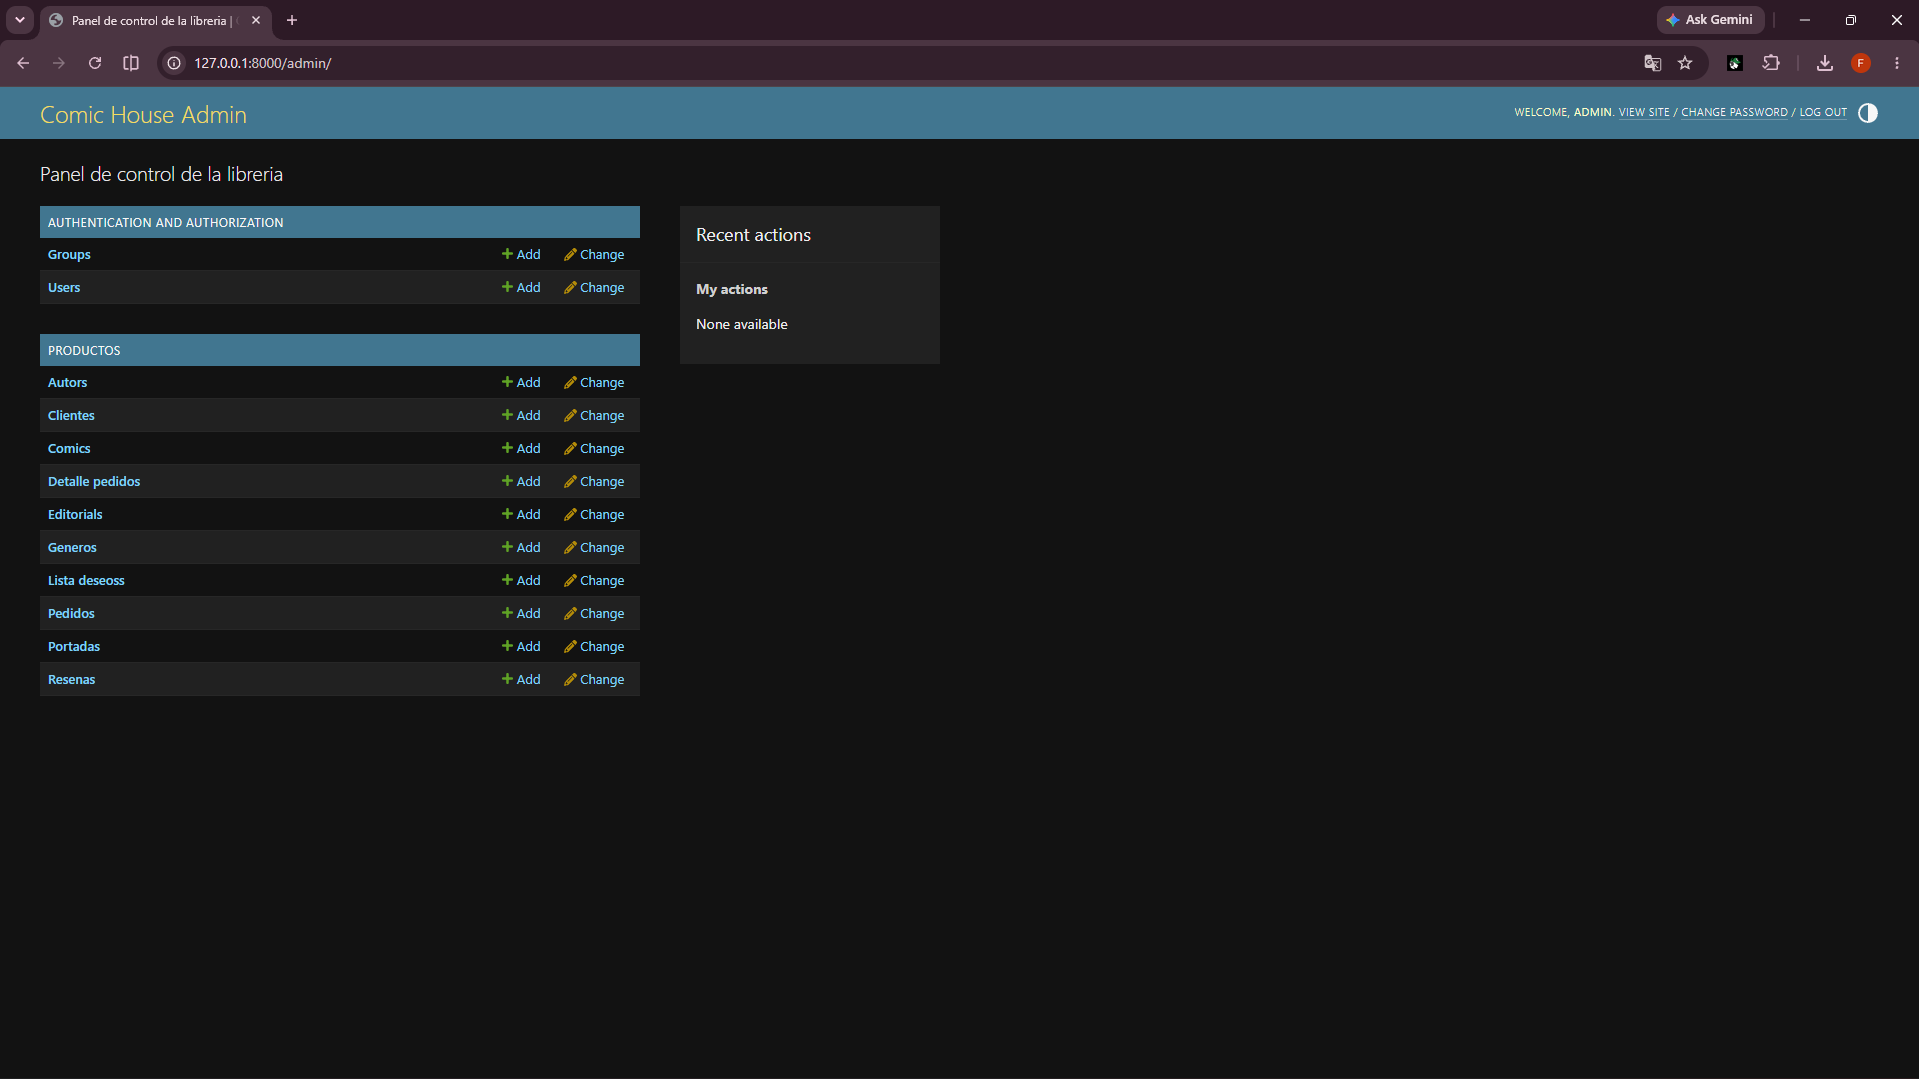 Panel de control de la libreria |
Ask Gemini
127.0.0.1:8000/admin/
F
Comic House Admin
WELCOME, ADMIN. VIEW SITE / CHANGE PASSWORD / LOG OUT
Panel de control de la libreria
AUTHENTICATION AND AUTHORIZATION
Groups Add Change
Users Add Change
Recent actions
My actions
None available
PRODUCTOS
Autors Add Change
Clientes Add Change
Comics Add Change
Detalle pedidos Add Change
Editorials Add Change
Generos Add Change
Lista deseoss Add Change
Pedidos Add Change
Portadas Add Change
Resenas Add Change